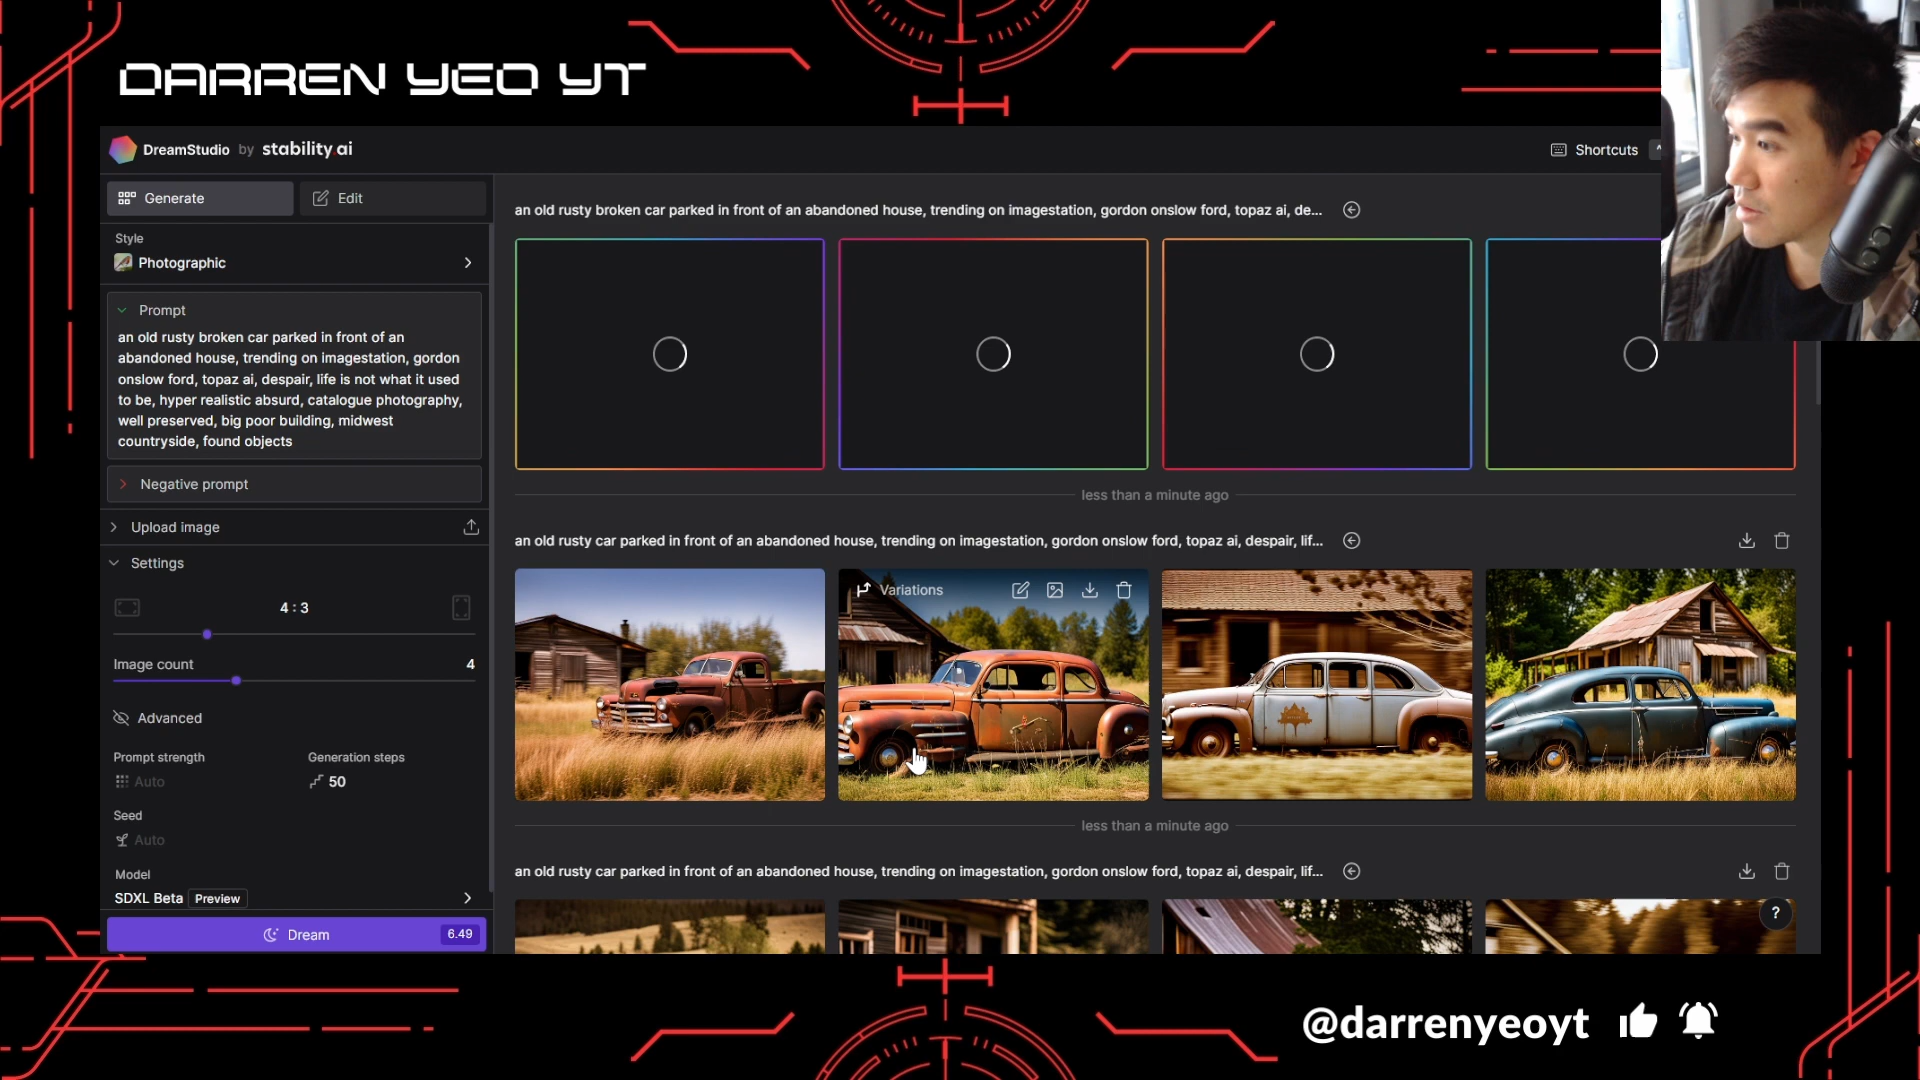 DARREN YEO YT
DreamStudio by stability.ai
Shortcuts
Generate
Edit
Style
Photographic
Prompt
an old rusty broken car parked in front of an
abandoned house, trending on imagestation, gordon
onslow ford, topaz ai, despair, life is not what it used
to be, hyper realistic absurd, catalogue photography,
well preserved, big poor building, midwest
countryside, found objects
Negative prompt
Upload image
Settings
4 : 3
Image count 4
Advanced
Prompt strength
Auto
Generation steps
50
Seed
Auto
Model
SDXL Beta Preview
Dream 6.49
an old rusty broken car parked in front of an abandoned house, trending on imagestation, gordon onslow ford, topaz ai, de...
less than a minute ago
an old rusty car parked in front of an abandoned house, trending on imagestation, gordon onslow ford, topaz ai, despair, lif...
Variations
less than a minute ago
an old rusty car parked in front of an abandoned house, trending on imagestation, gordon onslow ford, topaz ai, despair, lif...
?
@darrenyeoyt